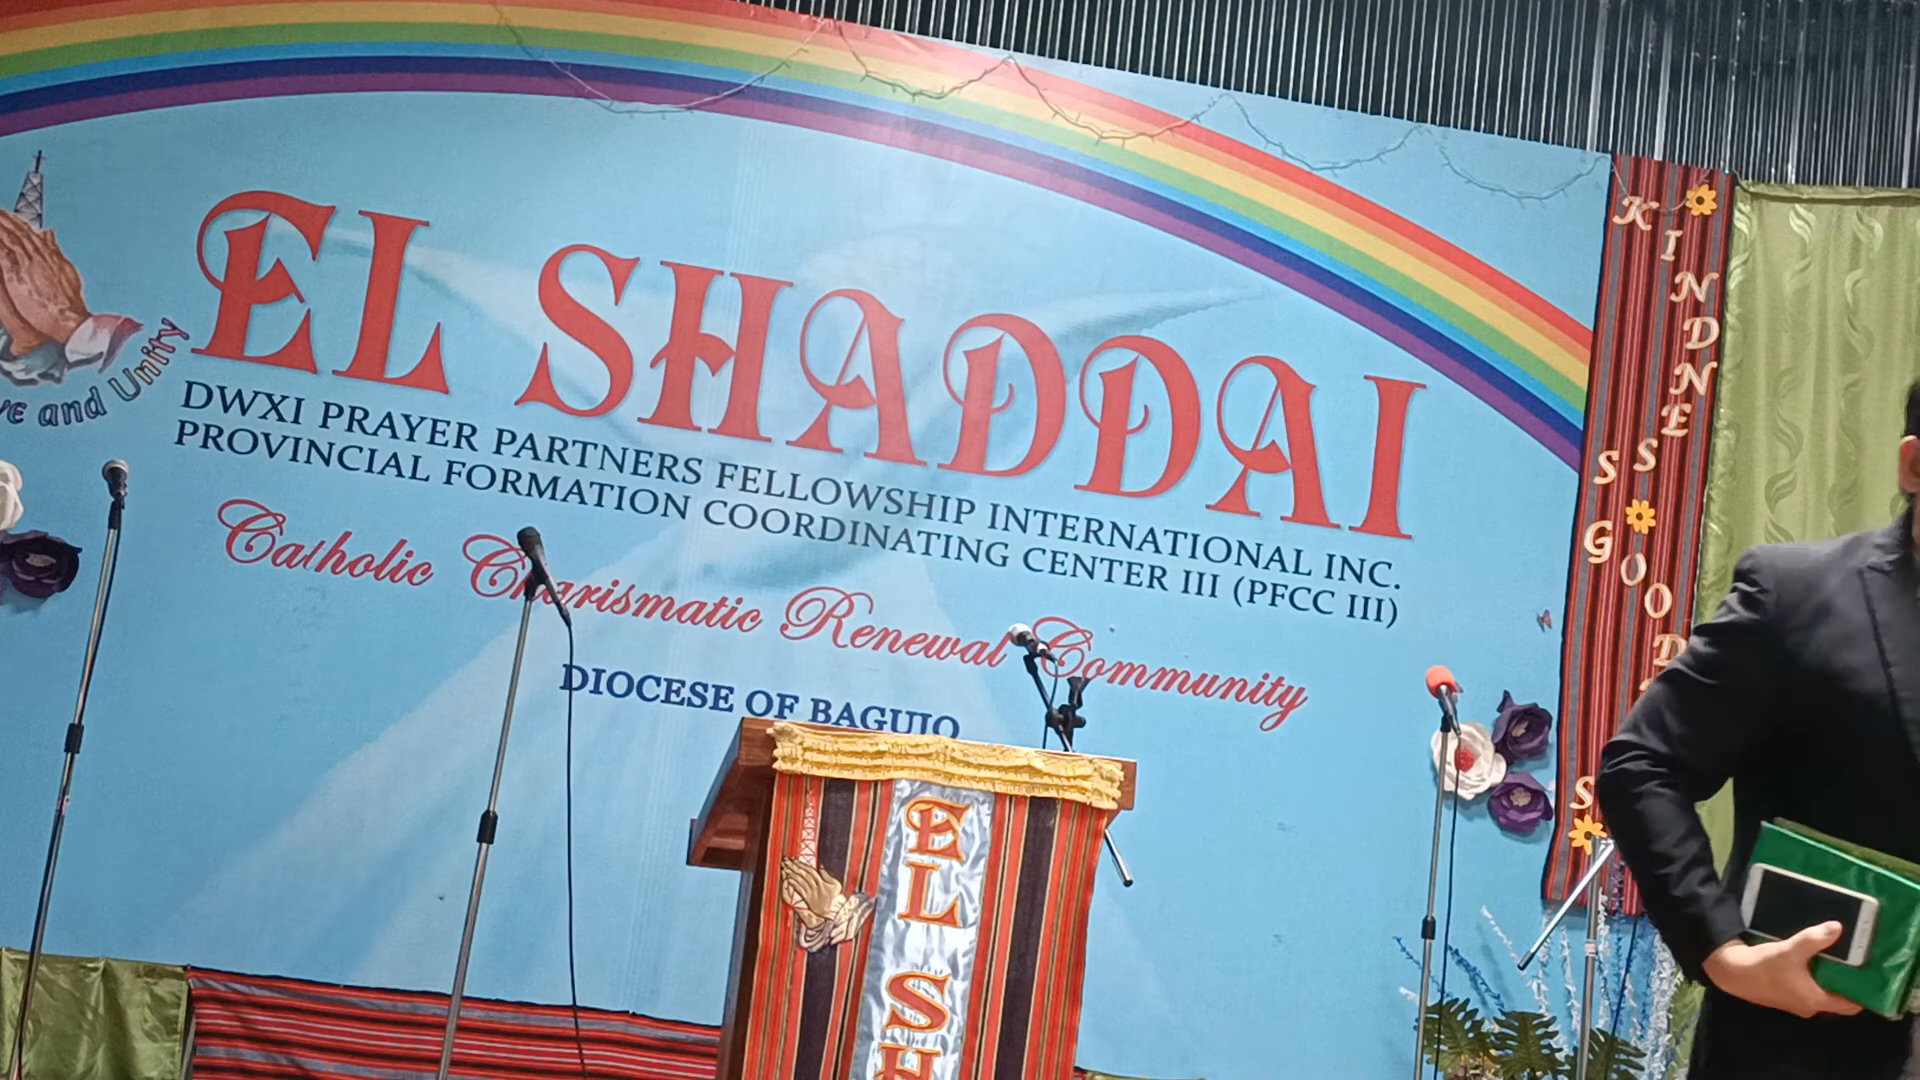 EL SHADDAI
DWXI PRAYER PARTNERS FELLOWSHIP INTERNATIONAL INC.
PROVINCIAL FORMATION COORDINATING CENTER III (PFCC III)
Catholic Charismatic Renewal Community
DIOCESE OF BAGUIO
and Unity
KINDNESS
EL